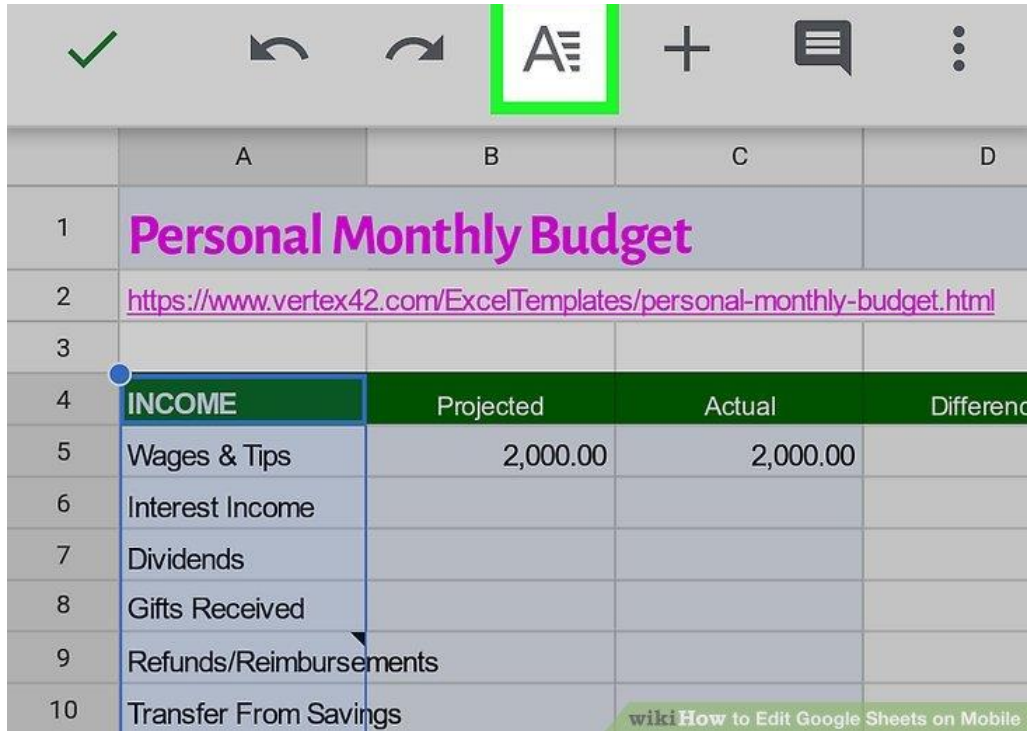 A
A B C D
1 Personal Monthly Budget
2 https://www.vertex42.com/ExcelTemplates/personal-monthly-budget.html
3
4 INCOME Projected Actual Differenc
5 Wages & Tips 2,000.00 2,000.00
6 Interest Income
7 Dividends
8 Gifts Received
9 Refunds/Reimbursements
10 Transfer From Savings
wikiHow to Edit Google Sheets on Mobile